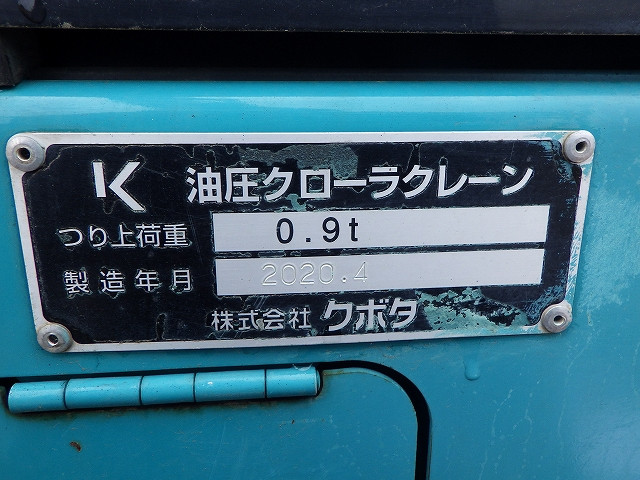 K 油圧クローラクレーン
つり上荷重 0.9t
製造年月 2020.4
株式会社 クボタ